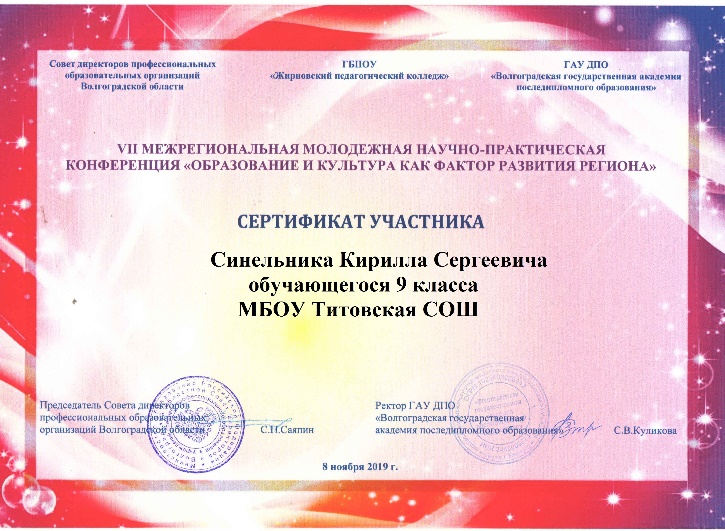 Совет директоров профессиональных
образовательных организаций
Волгоградской области
ГБПОУ
«Жирновский педагогический колледж»
ГАУ ДПО
«Волгоградская государственная академия
последипломного образования»
VII МЕЖРЕГИОНАЛЬНАЯ МОЛОДЕЖНАЯ НАУЧНО-ПРАКТИЧЕСКАЯ
КОНФЕРЕНЦИЯ «ОБРАЗОВАНИЕ И КУЛЬТУРА КАК ФАКТОР РАЗВИТИЯ РЕГИОНА»
СЕРТИФИКАТ УЧАСТНИКА
Синельника Кирилла Сергеевича
обучающегося 9 класса
МБОУ Титовская СОШ
Председатель Совета директоров
профессиональных образовательных
организаций Волгоградской области
С.Н.Саяпин
Ректор ГАУ ДПО
«Волгоградская государственная
академия последипломного образования»
С.В.Куликова
8 ноября 2019 г.